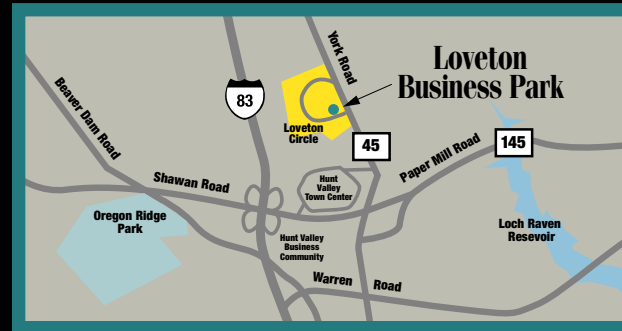 York Road
Loveton
Business Park
Beaver Dam Road
83
Loveton
Circle
45
145
Paper Mill Road
Shawan Road
Hunt
Valley
Town Center
Oregon Ridge
Park
Loch Raven
Resevoir
Hunt Valley
Business
Community
Warren Road